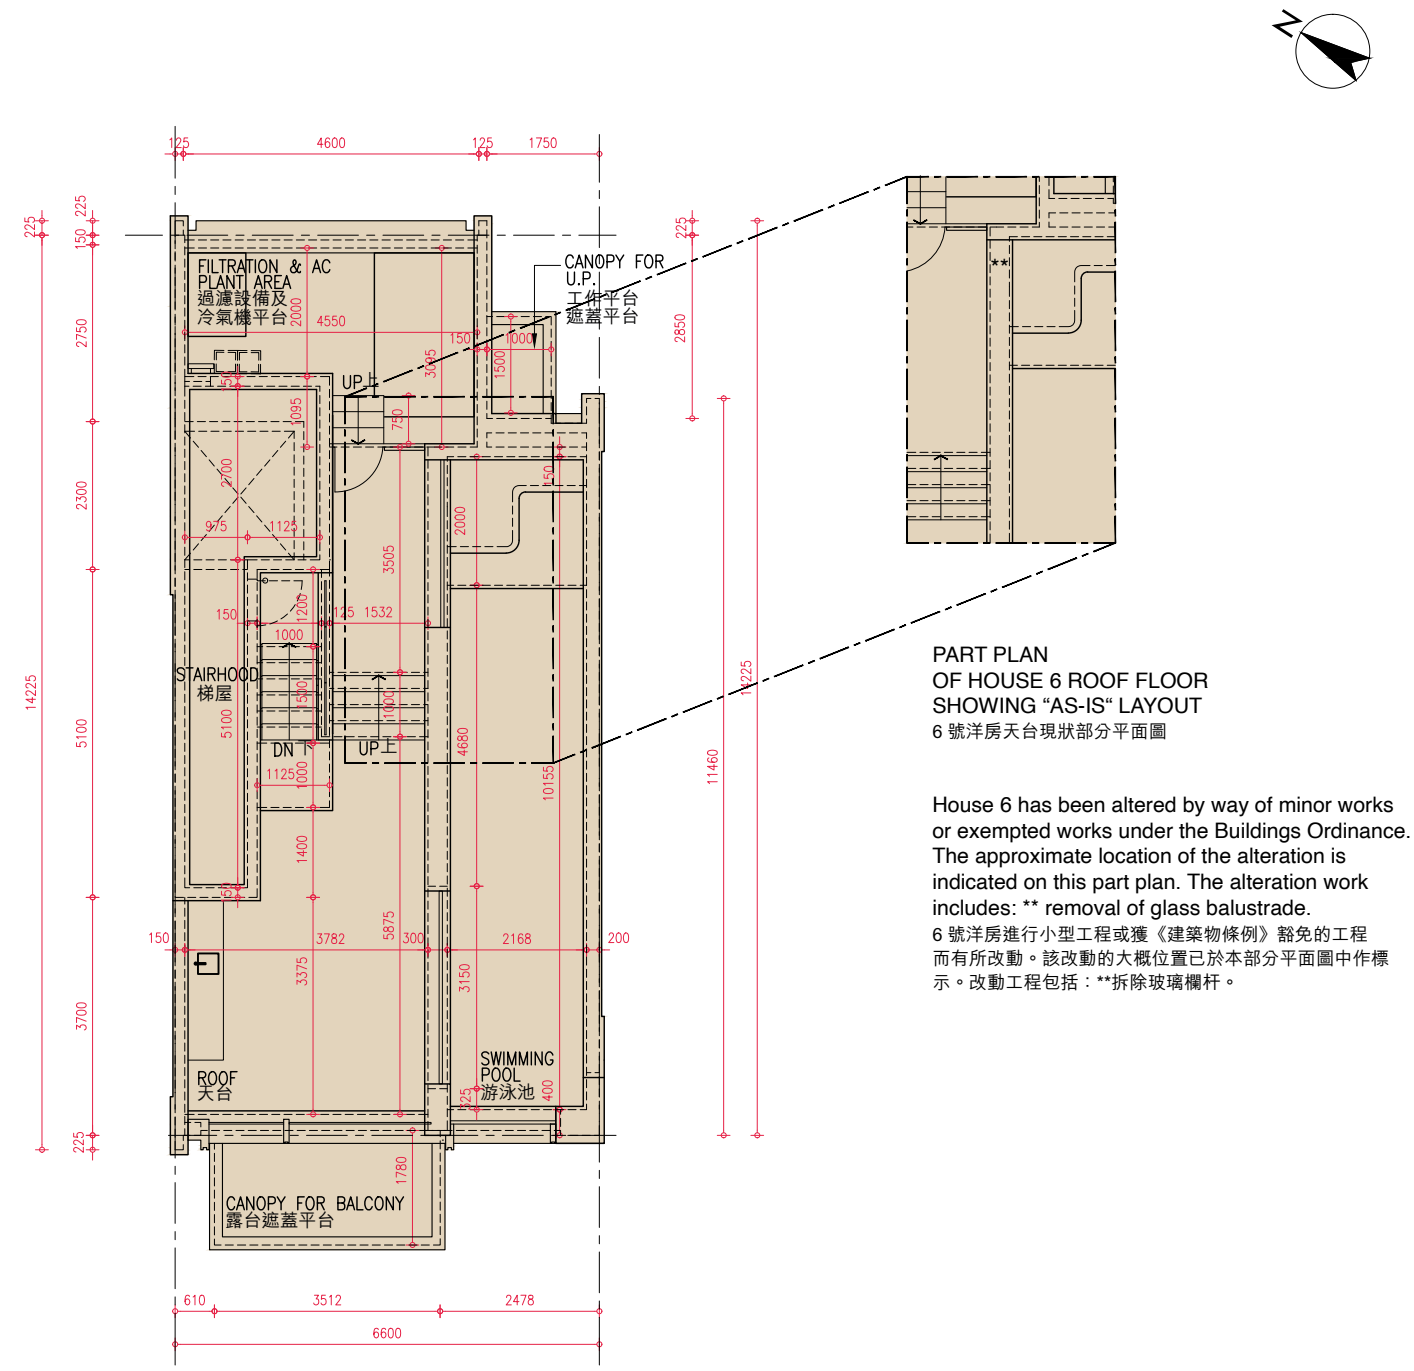 N
125
4600
125
1750
225
225
150
225
FILTRATION & AC
PLANT AREA
過濾設備及
冷氣機平台
CANOPY FOR
U.P.
工作平台
遮蓋平台
**
2000
4550
3095
150
1000
1500
2750
2850
150
UP上
1095
750
2700
150
2300
975
1125
2000
3505
1200
150
125
1532
1000
STAIRHOOD
梯屋
14225
5100
5100
1500
1000
4680
14225
DN下
UP上
1125
1000
10155
11460
1400
150
5875
150
3782
300
2168
200
3375
3150
3700
ROOF
天台
SWIMMING
POOL
游泳池
525
400
225
1780
CANOPY FOR BALCONY
露台遮蓋平台
610
3512
2478
6600
PART PLAN
OF HOUSE 6 ROOF FLOOR
SHOWING “AS-IS“ LAYOUT
6 號洋房天台現狀部分平面圖
House 6 has been altered by way of minor works
or exempted works under the Buildings Ordinance.
The approximate location of the alteration is
indicated on this part plan. The alteration work
includes: ** removal of glass balustrade.
6 號洋房進行小型工程或獲《建築物條例》豁免的工程
而有所改動。該改動的大概位置已於本部分平面圖中作標
示。改動工程包括：**拆除玻璃欄杆。